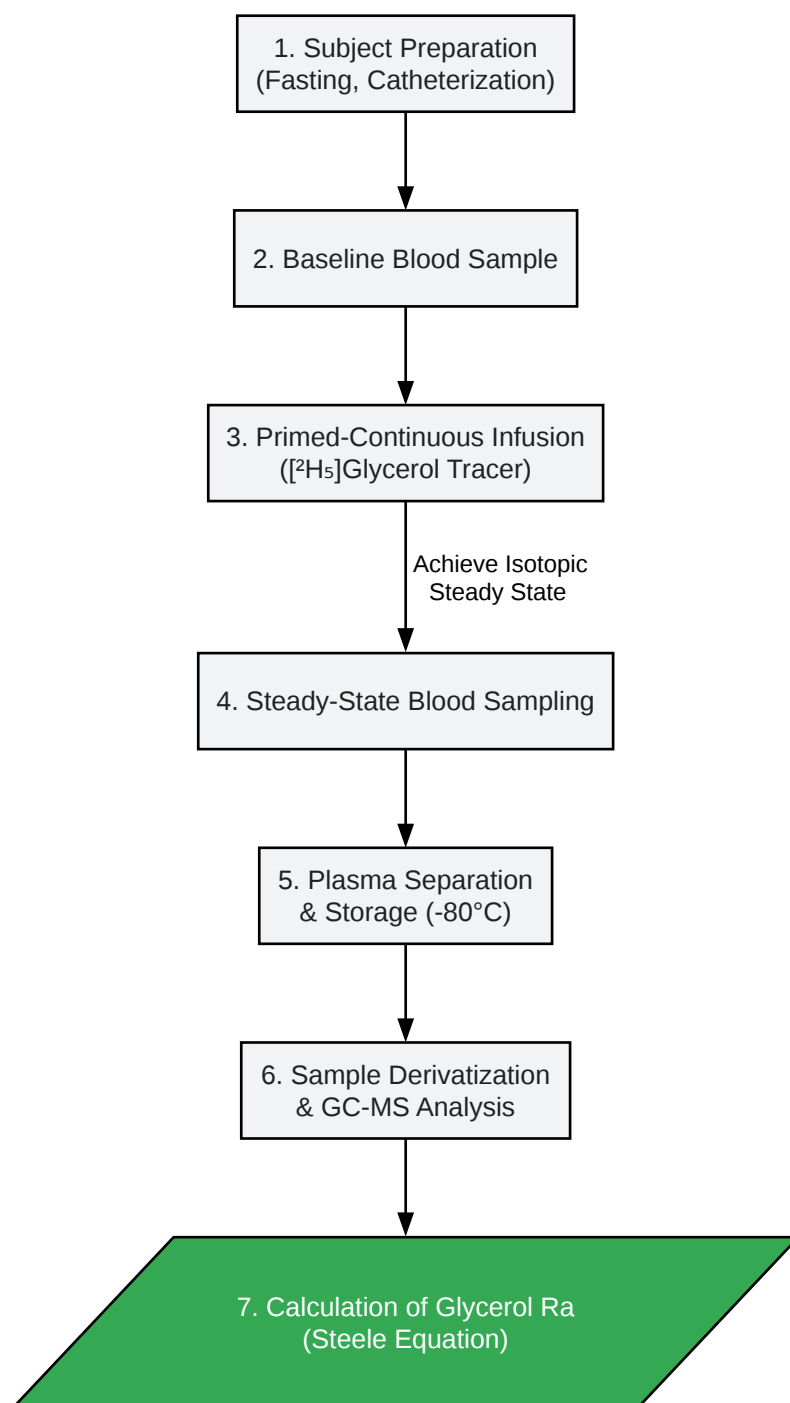 1. Subject Preparation
(Fasting, Catheterization)
2. Baseline Blood Sample
3. Primed-Continuous Infusion
([²H₅]Glycerol Tracer)
Achieve Isotopic
Steady State
4. Steady-State Blood Sampling
5. Plasma Separation
& Storage (-80°C)
6. Sample Derivatization
& GC-MS Analysis
7. Calculation of Glycerol Ra
(Steele Equation)